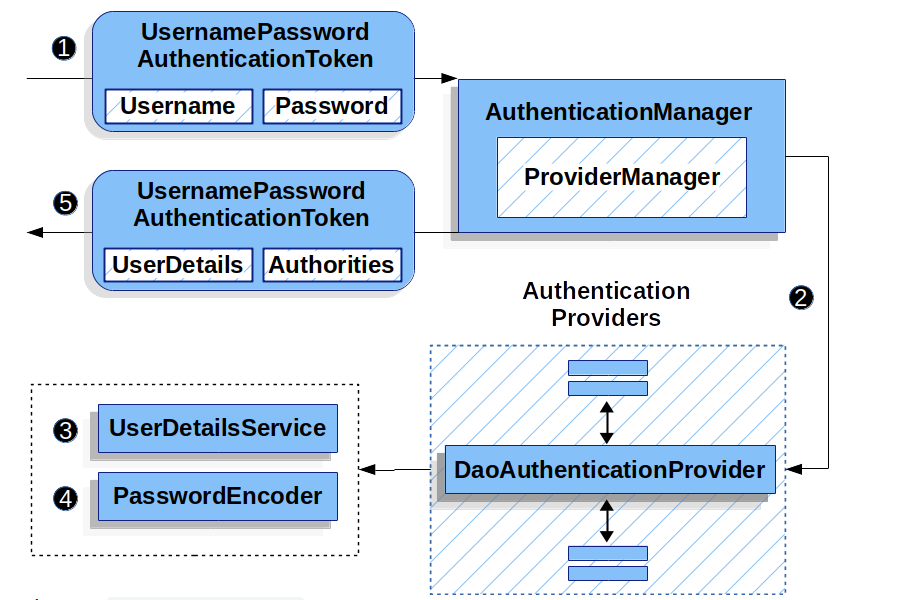 1
UsernamePassword
AuthenticationToken
Username
Password
AuthenticationManager
ProviderManager
5
UsernamePassword
AuthenticationToken
UserDetails
Authorities
2
Authentication
Providers
3
UserDetailsService
DaoAuthenticationProvider
4
PasswordEncoder